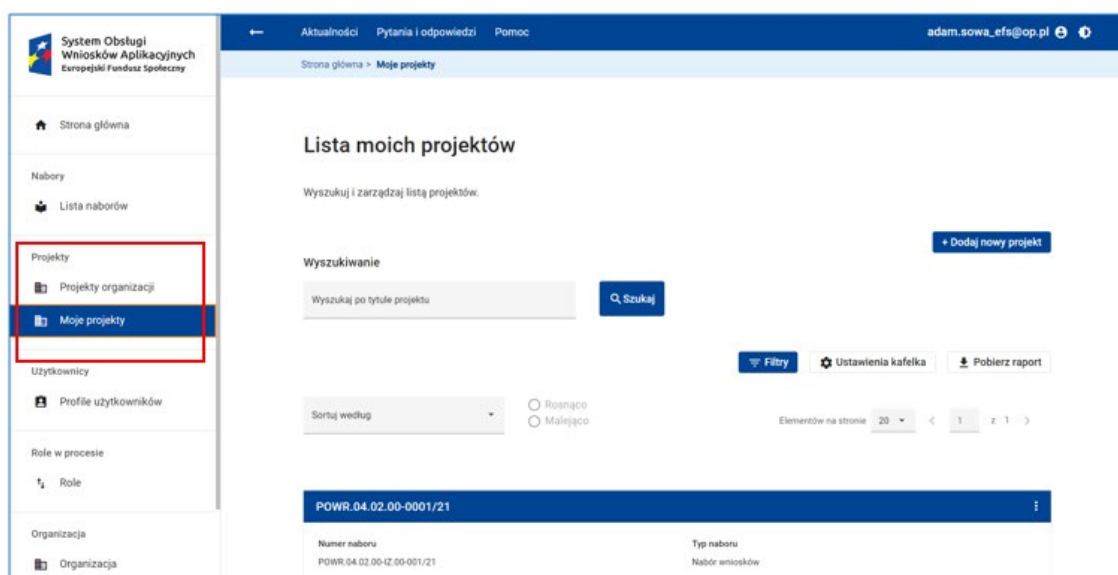 System Obsługi
Wniosków Aplikacyjnych
Europejski Fundusz Społeczny
Strona główna
Nabory
Lista naborów
Projekty
Projekty organizacji
Moje projekty
Użytkownicy
Profile użytkowników
Role w procesie
Role
Organizacja
Organizacja
Aktualności Pytania i odpowiedzi Pomoc adam.sowa_efs@op.pl
Strona główna > Moje projekty
Lista moich projektów
Wyszukuj i zarządzaj listą projektów.
+ Dodaj nowy projekt
Wyszukiwanie
Wyszukaj po tytule projektu Szukaj
Filtry Ustawienia kafelka Pobierz raport
Sortuj według
Rosnąco
Malejąco
Elementów na stronie 20 < 1 z 1 >
POWR.04.02.00-0001/21
Numer naboru Typ naboru
POWR.04.02.00-IZ.00-001/21 Nabór wniosków